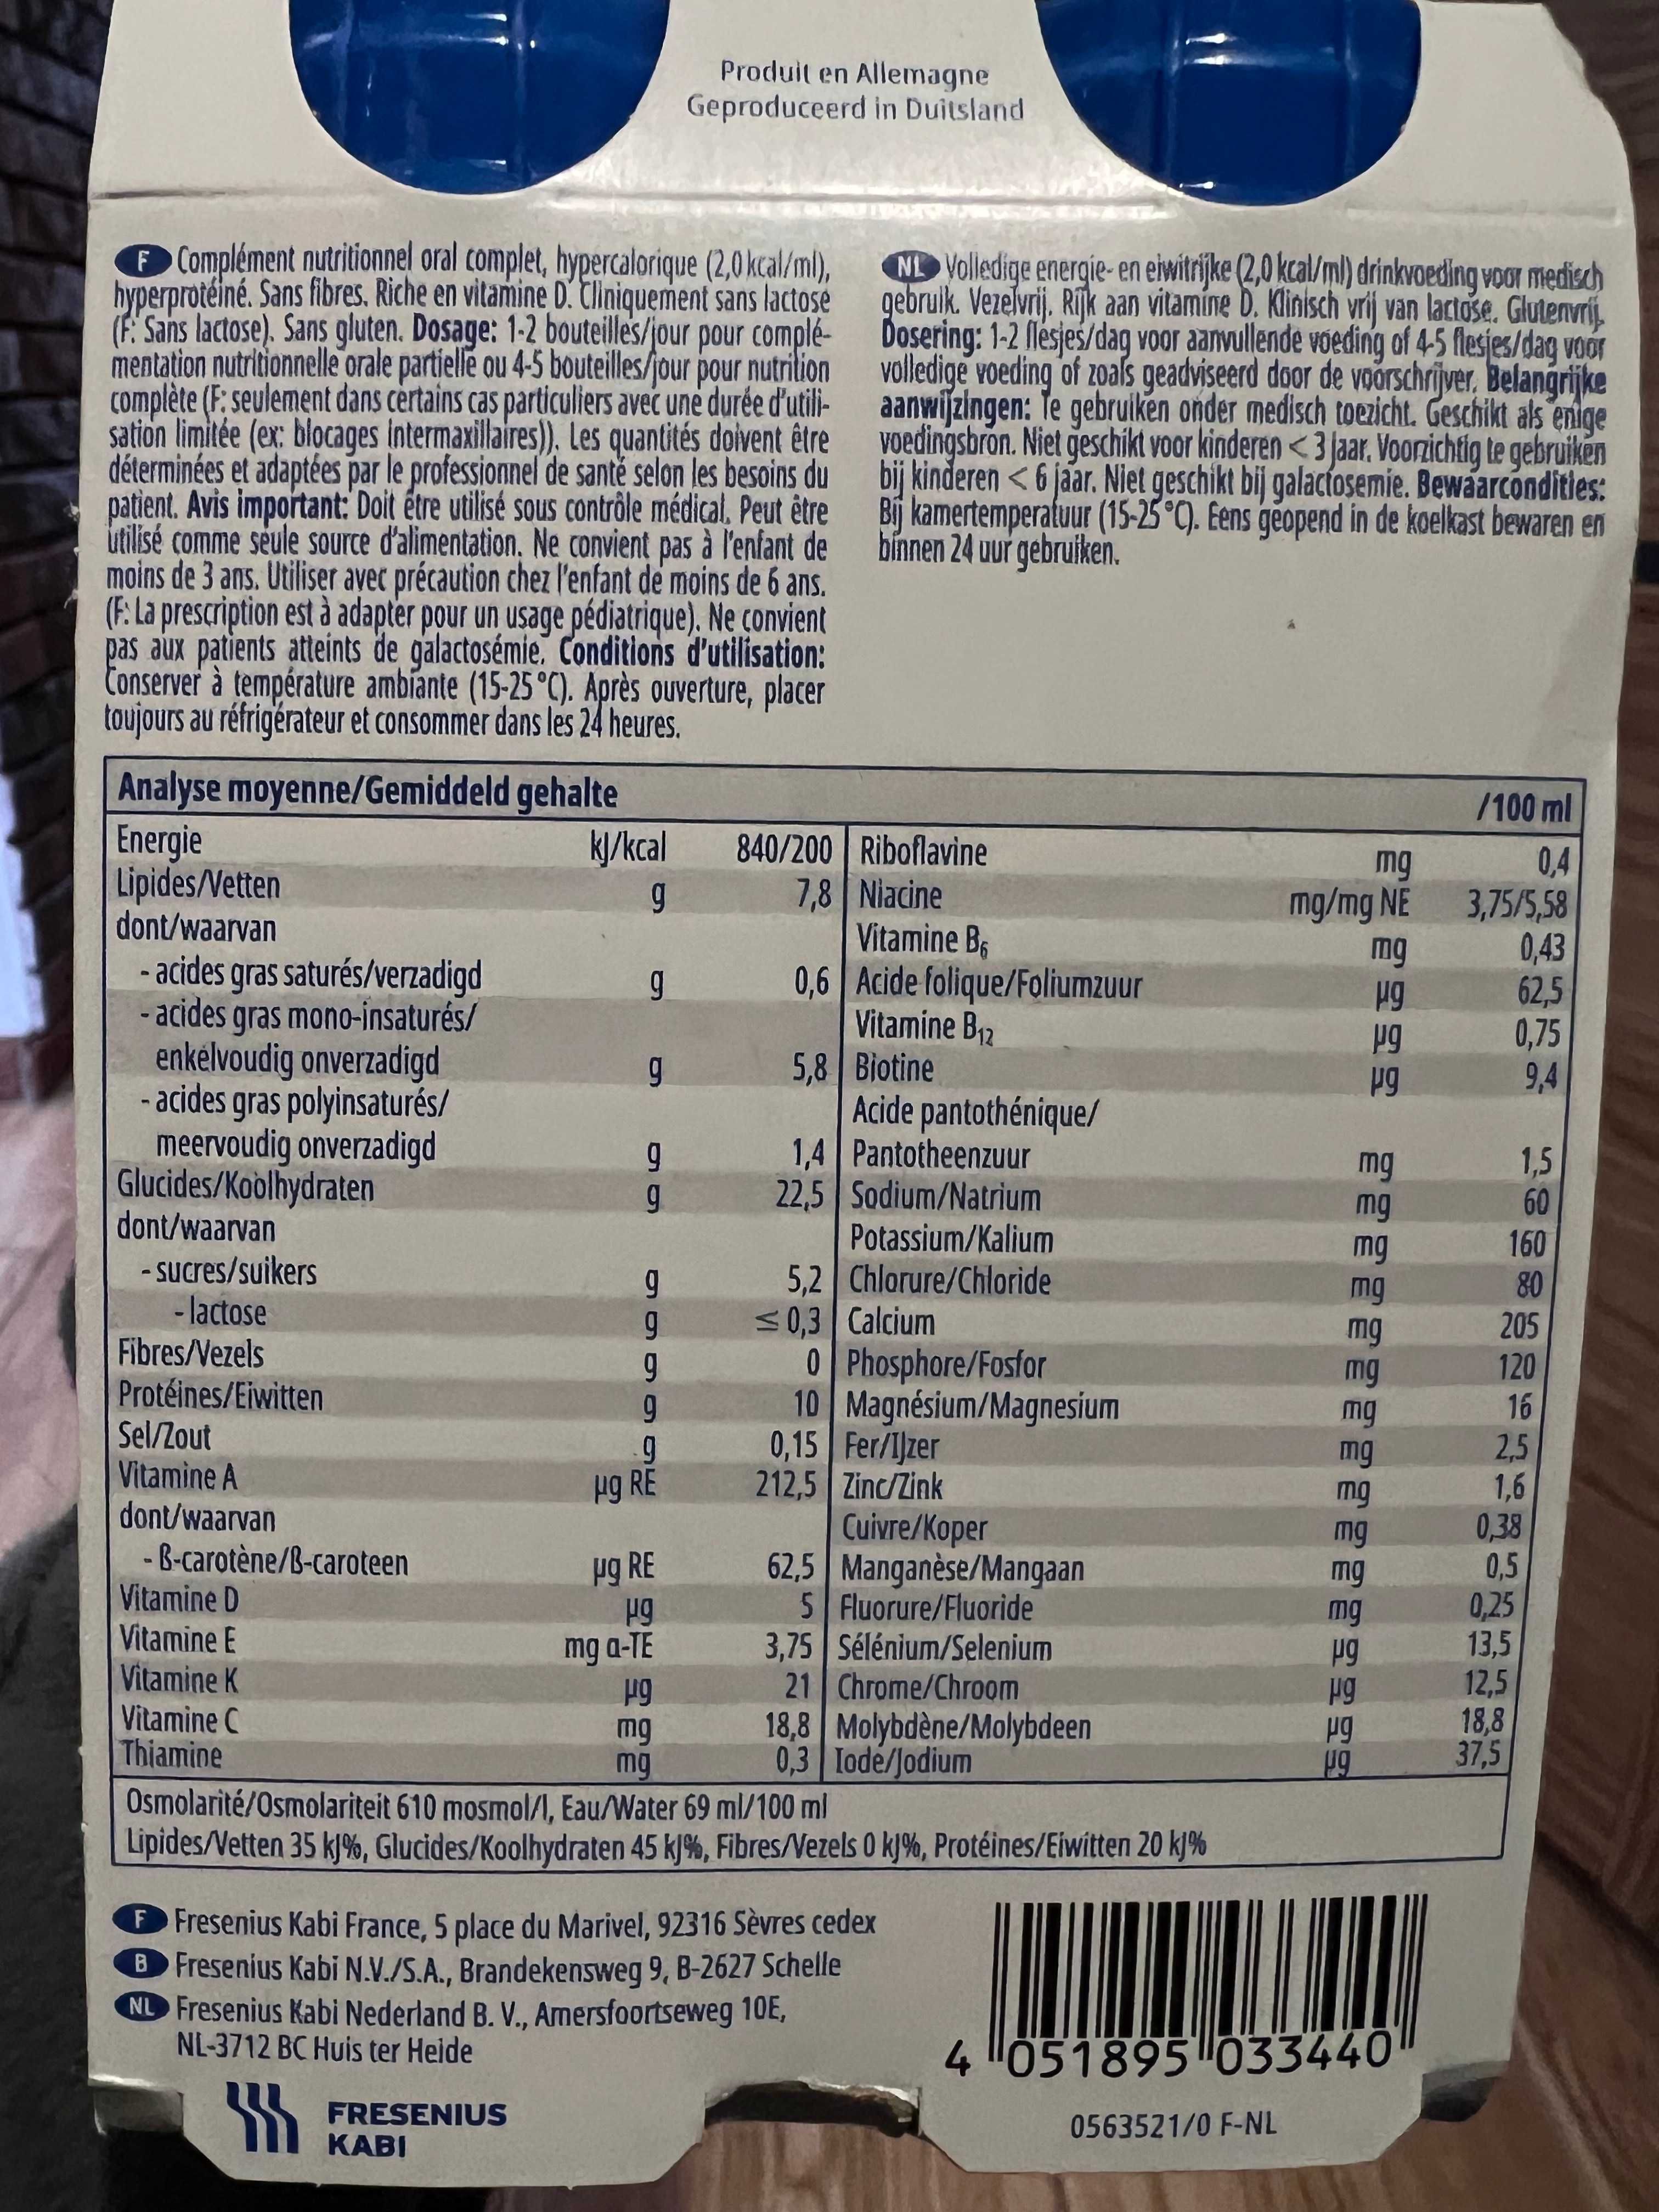 Produit en Allemagne
Geproduceerd in Duitsland
F Complément nutritionnel oral complet, hypercalorique (2,0 kcal/ml),
hyperprotéiné. Sans fibres. Riche en vitamine D. Cliniquement sans lactose
(F: Sans lactose). Sans gluten. Dosage: 1-2 bouteilles/jour pour complé-
mentation nutritionnelle orale partielle ou 4-5 bouteilles/jour pour nutrition
complète (F: seulement dans certains cas particuliers avec une durée d'utili-
sation limitée (ex: blocages intermaxillaires)). Les quantités doivent être
déterminées et adaptées par le professionnel de santé selon les besoins du
patient. Avis important: Doit être utilisé sous contrôle médical. Peut être
utilisé comme seule source d'alimentation. Ne convient pas à l'enfant de
moins de 3 ans. Utiliser avec précaution chez l'enfant de moins de 6 ans.
(F: La prescription est à adapter pour un usage pédiatrique). Ne convient
pas aux patients atteints de galactosémie. Conditions d'utilisation:
Conserver à température ambiante (15-25 °C). Après ouverture, placer
toujours au réfrigérateur et consommer dans les 24 heures.
NL Volledige energie- en eiwitrijke (2,0 kcal/ml) drinkvoeding voor medisch
gebruik. Vezelvrij. Rijk aan vitamine D. Klinisch vrij van lactose. Glutenvrij.
Dosering: 1-2 flesjes/dag voor aanvullende voeding of 4-5 flesjes/dag voor
volledige voeding of zoals geadviseerd door de voorschrijver. Belangrijke
aanwijzingen: Te gebruiken onder medisch toezicht. Geschikt als enige
voedingsbron. Niet geschikt voor kinderen < 3 jaar. Voorzichtig te gebruiken
bij kinderen < 6 jaar. Niet geschikt bij galactosemie. Bewaarcondities:
Bij kamertemperatuur (15-25 °C). Eens geopend in de koelkast bewaren en
binnen 24 uur gebruiken.
Analyse moyenne/Gemiddeld gehalte /100 ml
Energie kJ/kcal 840/200
Lipides/Vetten g 7,8
dont/waarvan
- acides gras saturés/verzadigd g 0,6
- acides gras mono-insaturés/
enkelvoudig onverzadigd g 5,8
- acides gras polyinsaturés/
meervoudig onverzadigd g 1,4
Glucides/Koolhydraten g 22,5
dont/waarvan
- sucres/suikers g 5,2
- lactose g ≤ 0,3
Fibres/Vezels g 0
Protéines/Eiwitten g 10
Sel/Zout g 0,15
Vitamine A µg RE 212,5
dont/waarvan
- ß-carotène/ß-caroteen µg RE 62,5
Vitamine D µg 5
Vitamine E mg α-TE 3,75
Vitamine K µg 21
Vitamine C mg 18,8
Thiamine mg 0,3
Riboflavine mg 0,4
Niacine mg/mg NE 3,75/5,58
Vitamine B₆ mg 0,43
Acide folique/Foliumzuur µg 62,5
Vitamine B₁₂ µg 0,75
Biotine µg 9,4
Acide pantothénique/
Pantotheenzuur mg 1,5
Sodium/Natrium mg 60
Potassium/Kalium mg 160
Chlorure/Chloride mg 80
Calcium mg 205
Phosphore/Fosfor mg 120
Magnésium/Magnesium mg 16
Fer/IJzer mg 2,5
Zinc/Zink mg 1,6
Cuivre/Koper mg 0,38
Manganèse/Mangaan mg 0,5
Fluorure/Fluoride mg 0,25
Sélénium/Selenium µg 13,5
Chrome/Chroom µg 12,5
Molybdène/Molybdeen µg 18,8
Iode/Jodium µg 37,5
Osmolarité/Osmolariteit 610 mosmol/l, Eau/Water 69 ml/100 ml
Lipides/Vetten 35 kJ%, Glucides/Koolhydraten 45 kJ%, Fibres/Vezels 0 kJ%, Protéines/Eiwitten 20 kJ%
F Fresenius Kabi France, 5 place du Marivel, 92316 Sèvres cedex
B Fresenius Kabi N.V./S.A., Brandekensweg 9, B-2627 Schelle
NL Fresenius Kabi Nederland B. V., Amersfoortseweg 10E,
NL-3712 BC Huis ter Heide
FRESENIUS
KABI
4 051895 033440
0563521/0 F-NL